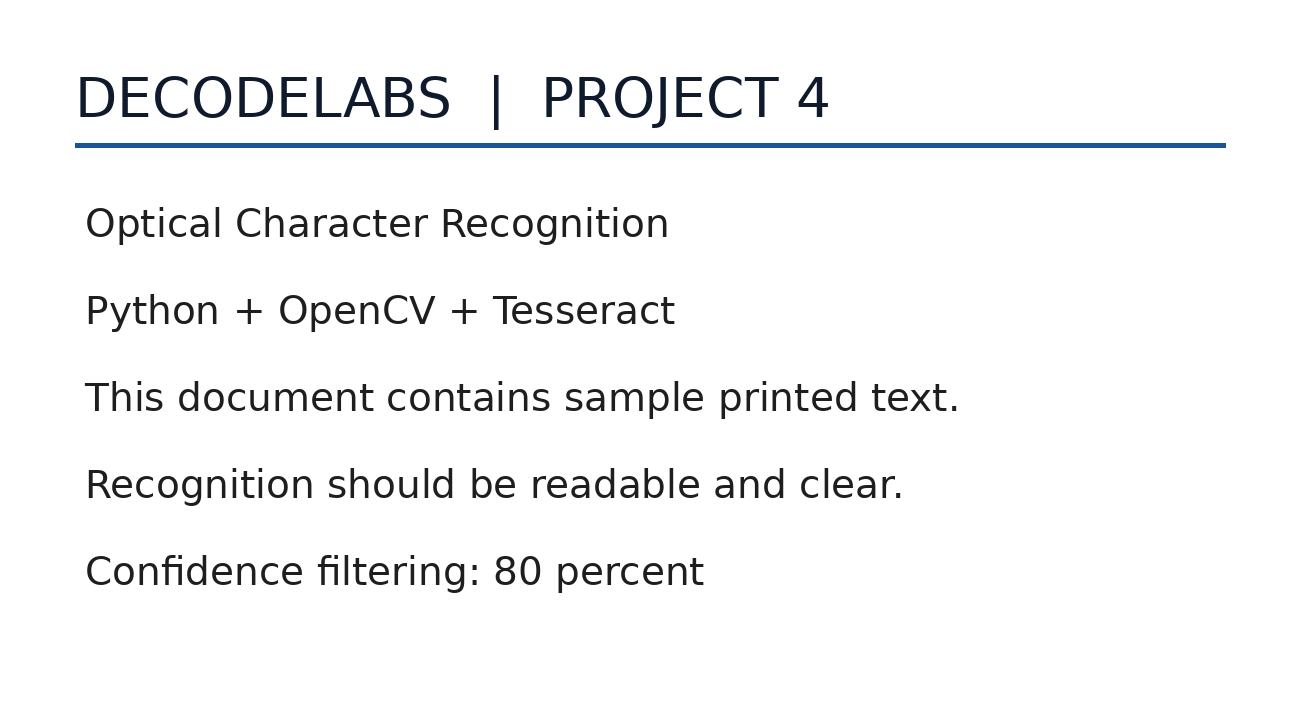 DECODELABS | PROJECT 4
Optical Character Recognition
Python + OpenCV + Tesseract
This document contains sample printed text.
Recognition should be readable and clear.
Confidence filtering: 80 percent